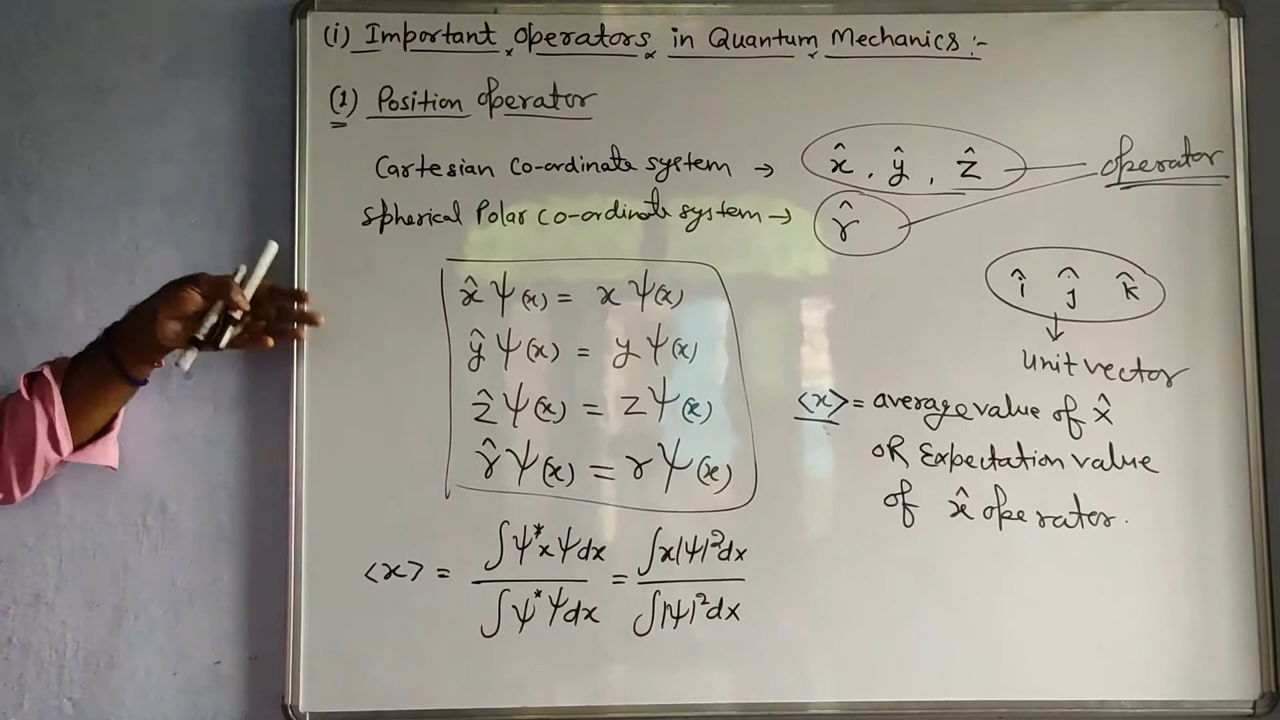 (i) Important operators in Quantum Mechanics :-
(1) Position operator
Cartesian co-ordinate system → x̂, ŷ, ẑ operator
Spherical Polar co-ordinate system → r̂
î ĵ k̂
↓
Unit vector
x̂ ψ(x) = x ψ(x)
ŷ ψ(x) = y ψ(x)
ẑ ψ(x) = z ψ(x)
r̂ ψ(x) = r ψ(x)
<x> = average value of x̂
OR Expectation value
of x̂ operator.
<x> = ∫ψ*xψdx / ∫ψ*ψdx = ∫x|ψ|²dx / ∫|ψ|²dx